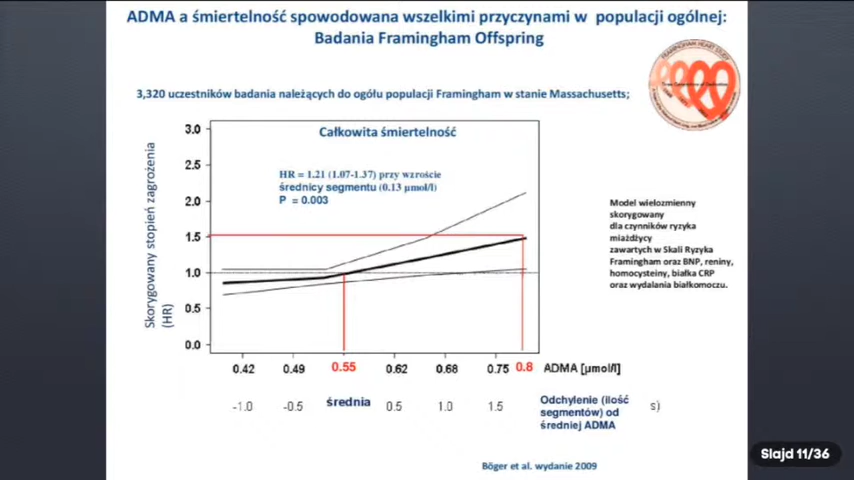 ADMA a śmiertelność spowodowana wszelkimi przyczynami w populacji ogólnej:
Badania Framingham Offspring
FRAMINGHAM HEART STUDY
3,320 uczestników badania należących do ogółu populacji Framingham w stanie Massachusetts;
Całkowita śmiertelność
HR = 1.21 (1.07-1.37) przy wzroście
średnicy segmentu (0.13 µmol/l)
P = 0.003
Skorygowany stopień zagrożenia
(HR)
3.0
2.5
2.0
1.5
1.0
0.5
0.0
0.42 0.49 0.55 0.62 0.68 0.75 0.8 ADMA [µmol/l]
-1.0 -0.5 średnia 0.5 1.0 1.5
Odchylenie (ilość
segmentów) od
średniej ADMA
s)
Model wielozmienny
skorygowany
dla czynników ryzyka
miażdżycy
zawartych w Skali Ryzyka
Framingham oraz BNP, reniny,
homocysteiny, białka CRP
oraz wydalania białkomoczu.
Böger et al. wydanie 2009
Slajd 11/36